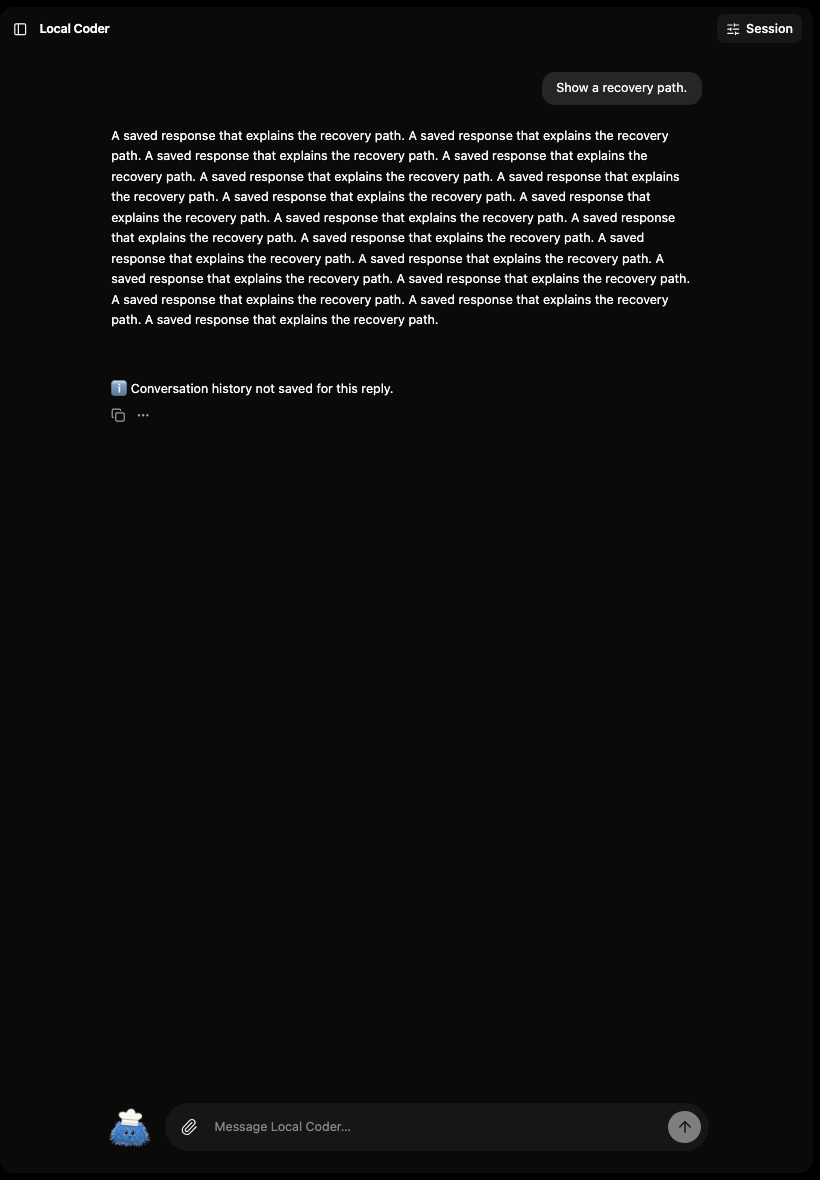 Local Coder
Session
Show a recovery path.
A saved response that explains the recovery path. A saved response that explains the recovery
path. A saved response that explains the recovery path. A saved response that explains the
recovery path. A saved response that explains the recovery path. A saved response that explains
the recovery path. A saved response that explains the recovery path. A saved response that
explains the recovery path. A saved response that explains the recovery path. A saved response
that explains the recovery path. A saved response that explains the recovery path. A saved
response that explains the recovery path. A saved response that explains the recovery path. A
saved response that explains the recovery path. A saved response that explains the recovery path.
A saved response that explains the recovery path. A saved response that explains the recovery
path. A saved response that explains the recovery path.
ℹ️ Conversation history not saved for this reply.
Message Local Coder...